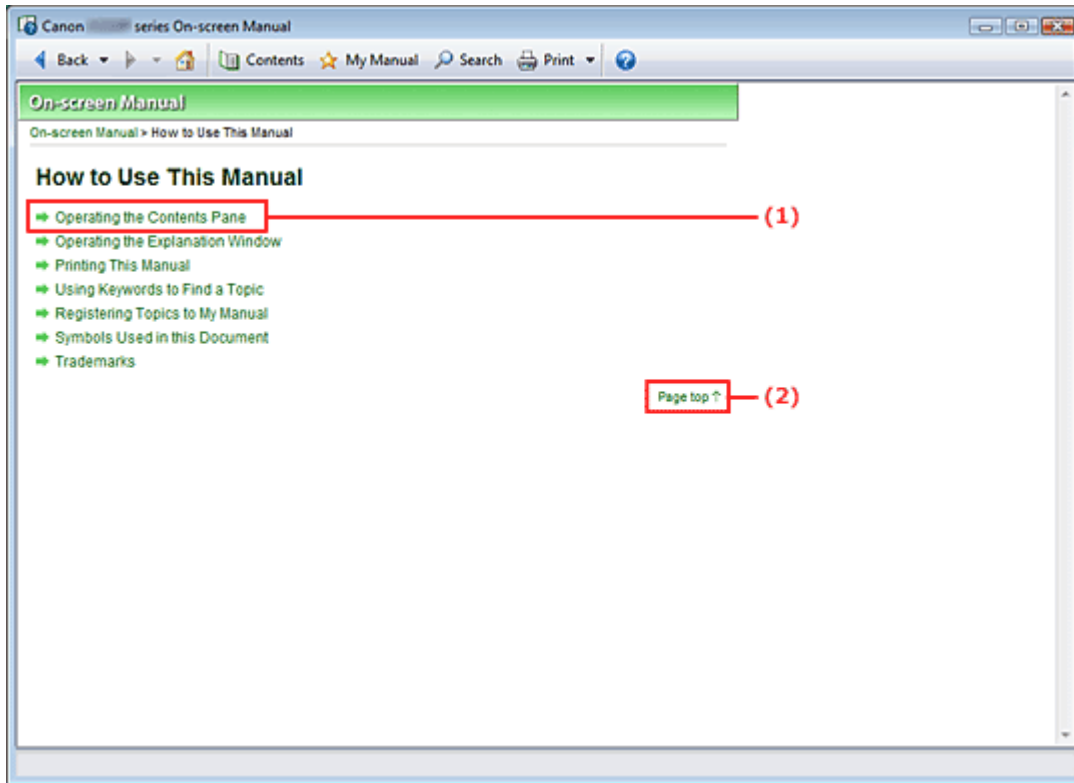 Canon series On-screen Manual
Back Contents My Manual Search Print
On-screen Manual
On-screen Manual > How to Use This Manual
How to Use This Manual
Operating the Contents Pane (1)
Operating the Explanation Window
Printing This Manual
Using Keywords to Find a Topic
Registering Topics to My Manual
Symbols Used in this Document
Trademarks
Page top ↑ (2)